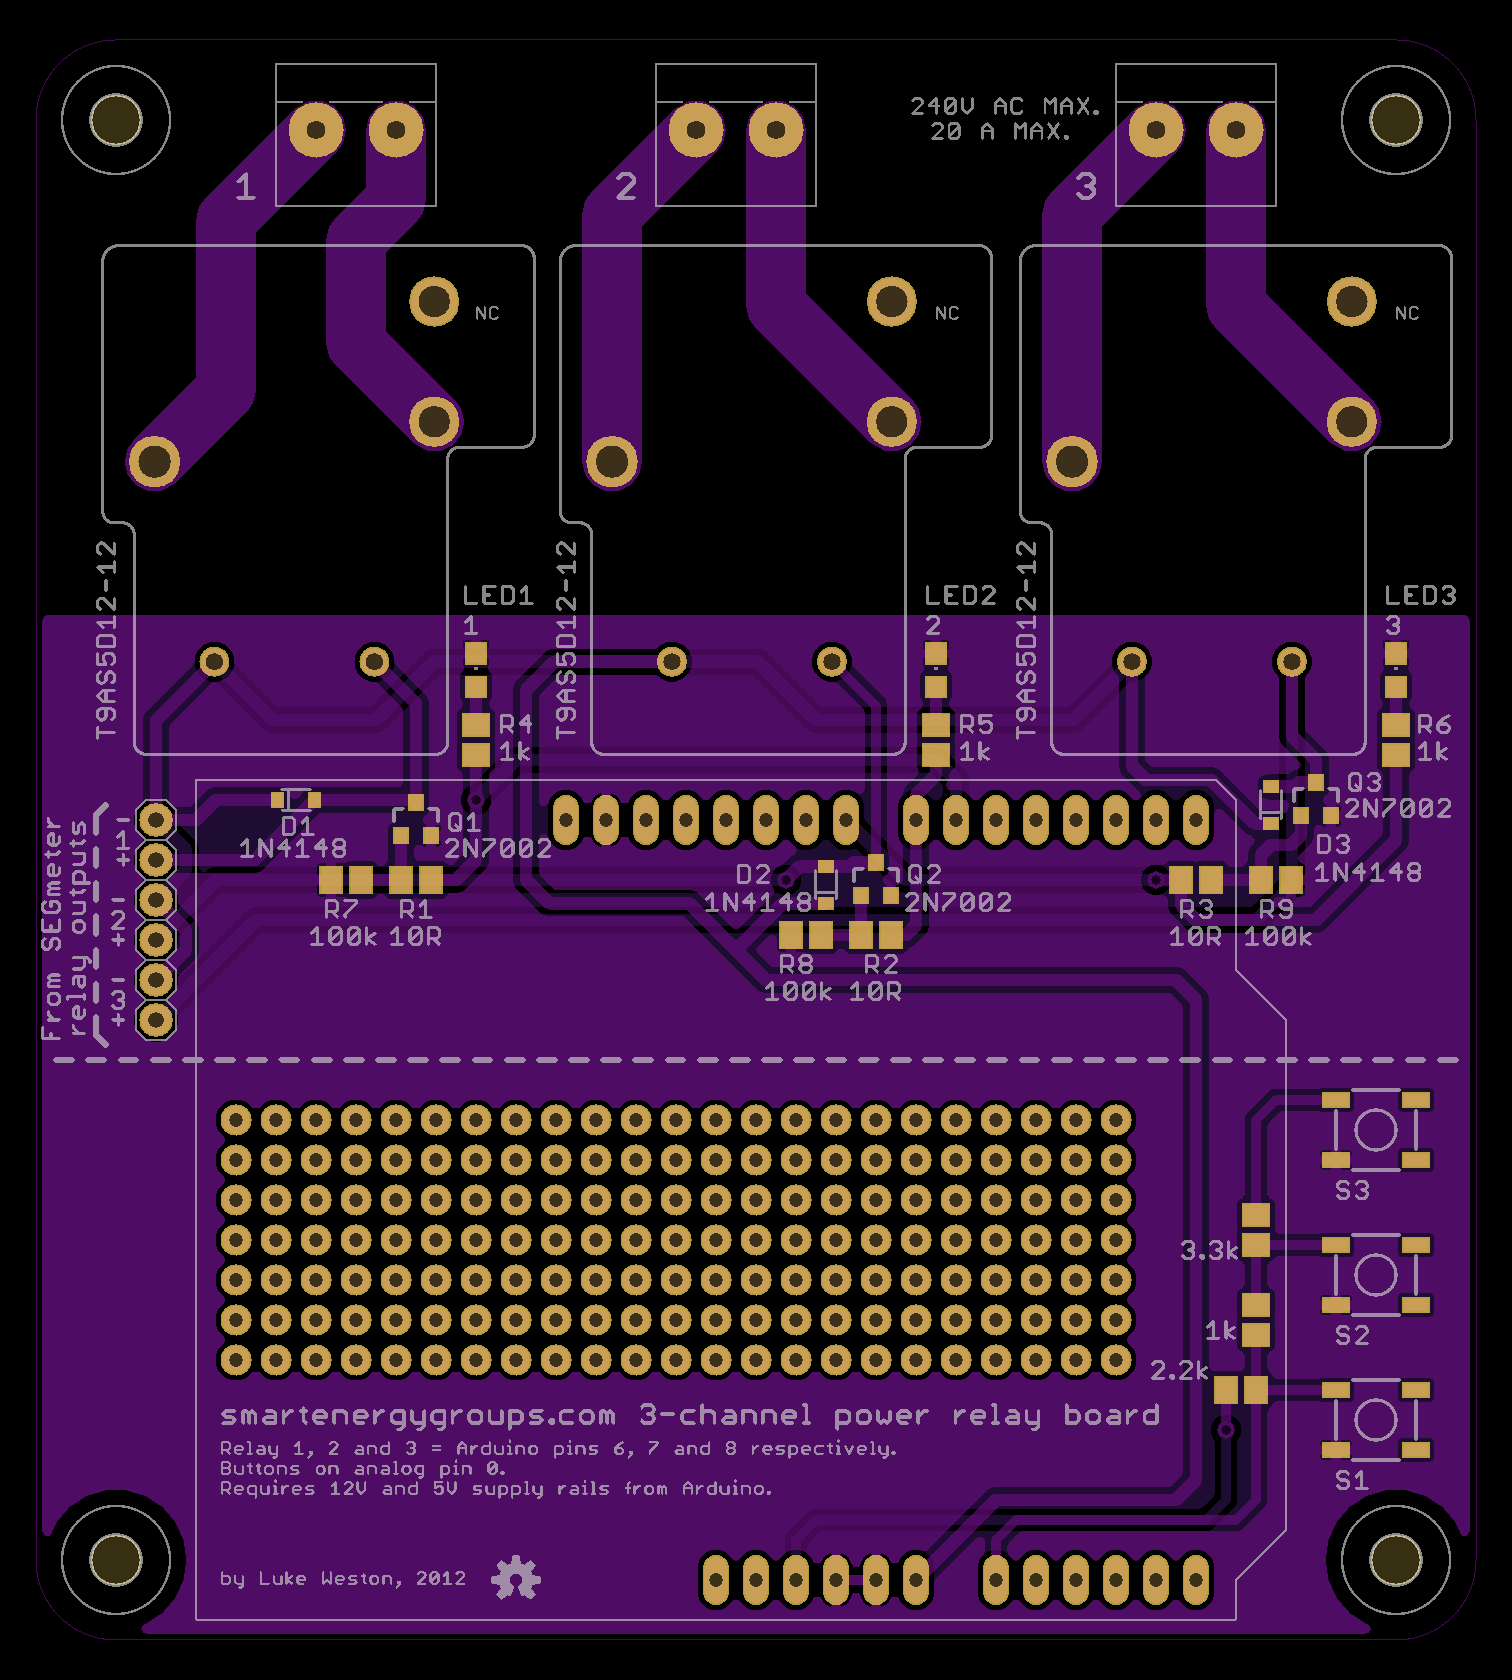 240V AC MAX.
20 A MAX.
1
2
3
NC
NC
NC
T9AS5D12-12
T9AS5D12-12
T9AS5D12-12
LED1
1
LED2
2
LED3
3
R4
1k
R5
1k
R6
1k
D1
1N4148
Q1
2N7002
R7
100k
R1
10R
D2
1N4148
Q2
2N7002
R8
100k
R2
10R
Q3
2N7002
D3
1N4148
R3
10R
R9
100k
From SEGmeter
relay outputs
-
1
+
-
2
+
-
3
+
S3
3.3k
S2
1k
2.2k
S1
smartenergygroups.com 3-channel power relay board
Relay 1, 2 and 3 = Arduino pins 6, 7 and 8 respectively.
Buttons on analog pin 0.
Requires 12V and 5V supply rails from Arduino.
by Luke Weston, 2012